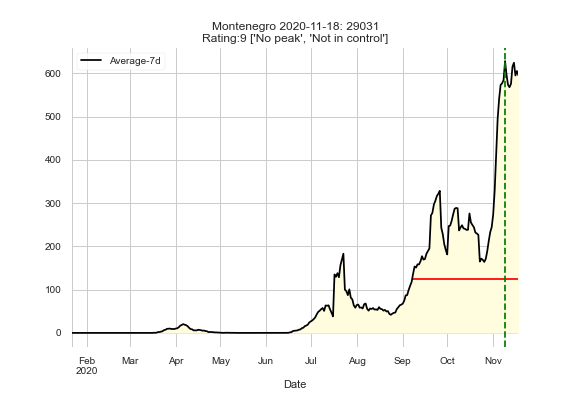 Montenegro 2020-11-18: 29031
Rating:9 ['No peak', 'Not in control']
Average-7d
600
500
400
300
200
100
0
Feb Mar Apr May Jun Jul Aug Sep Oct Nov
2020
Date